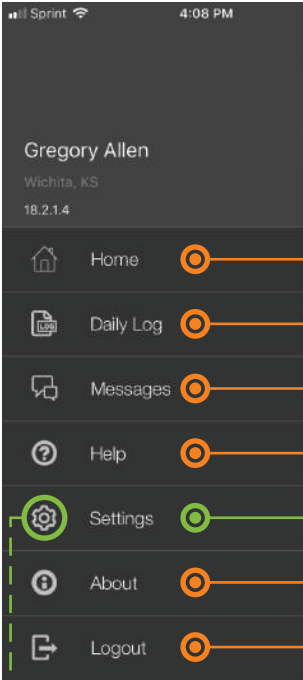 Sprint 4:08 PM
Gregory Allen
Wichita, KS
18.2.1.4
Home
LOG Daily Log
Messages
Help
Settings
About
Logout